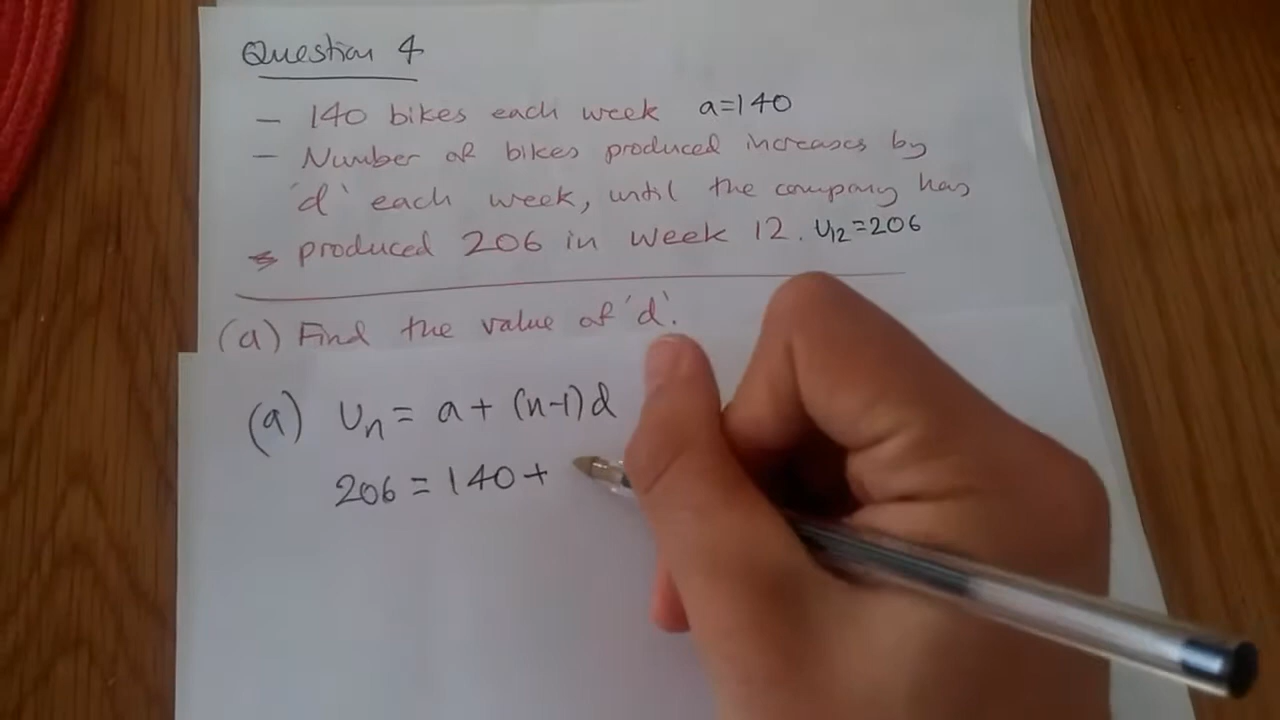 Question 4
— 140 bikes each week a=140
— Number of bikes produced increases by
'd' each week, until the company has
produced 206 in week 12. U12=206
(a) Find the value of 'd'.
(a) Un = a + (n-1)d
206 = 140 +